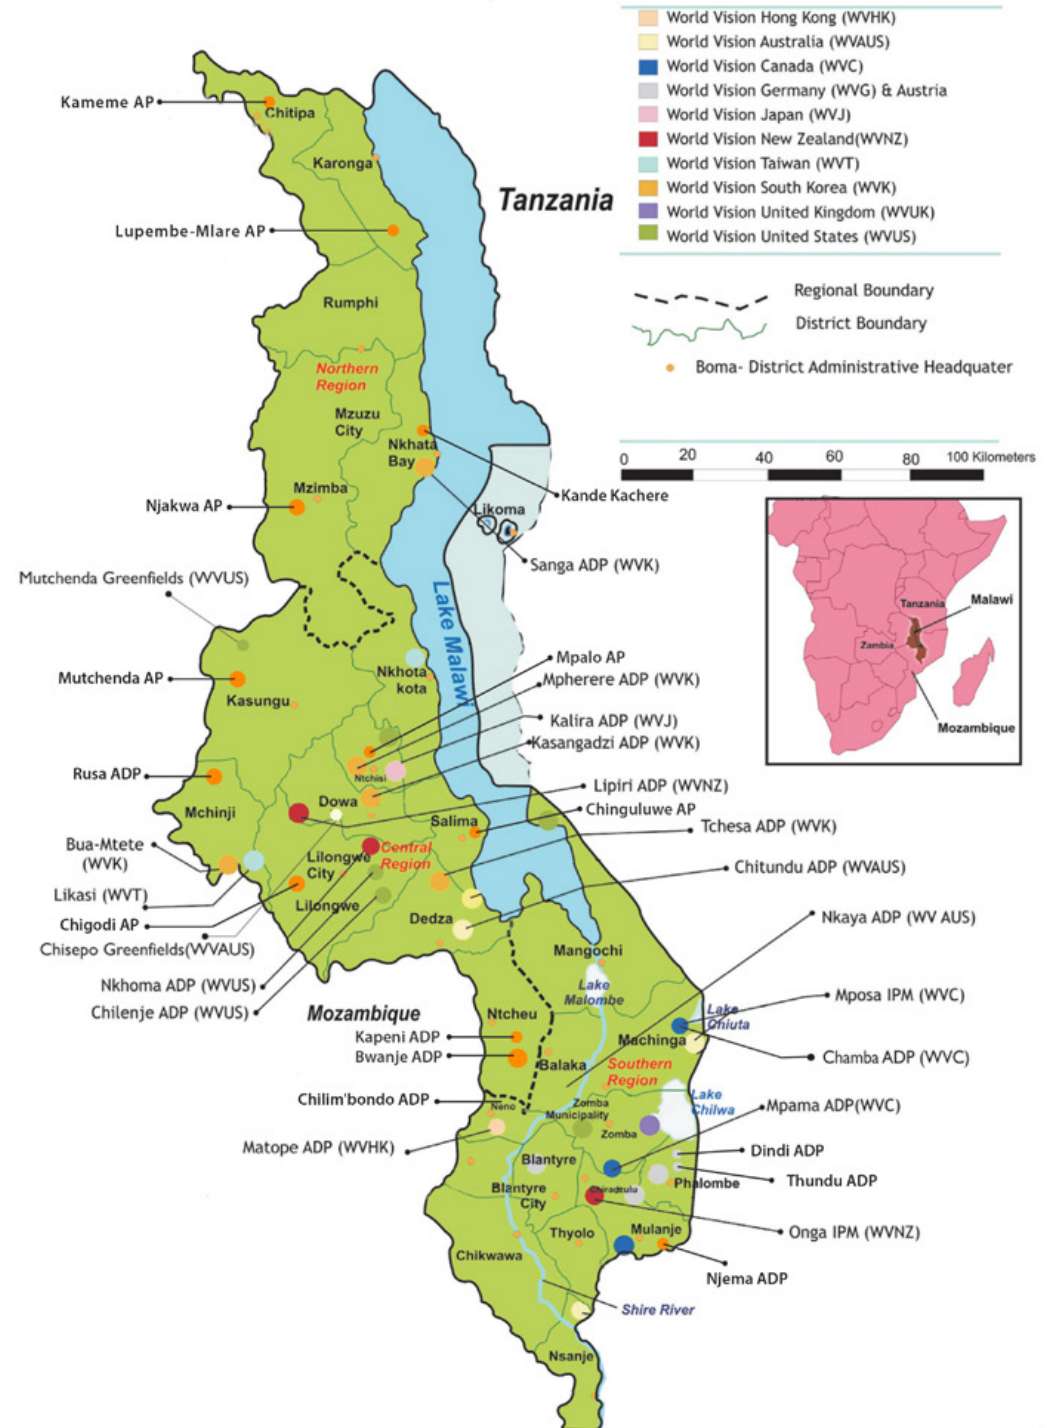 World Vision Hong Kong (WVHK)
World Vision Australia (WVAUS)
World Vision Canada (WVC)
World Vision Germany (WVG) & Austria
World Vision Japan (WVJ)
World Vision New Zealand(WVNZ)
World Vision Taiwan (WVT)
World Vision South Korea (WVK)
World Vision United Kingdom (WVUK)
World Vision United States (WVUS)
Regional Boundary
District Boundary
Boma- District Administrative Headquater
0 20 40 60 80 100 Kilometers
Tanzania
Malawi
Zambia
Mozambique
Kameme AP
Chitipa
Karonga
Tanzania
Lupembe-Mlare AP
Rumphi
Northern
Region
Mzuzu
City
Nkhata
Bay
Mzimba
Njakwa AP
Kande Kachere
Likoma
Sanga ADP (WVK)
Mutchenda Greenfields (WVUS)
Lake Malawi
Mutchenda AP
Nkhota
kota
Kasungu
Mpalo AP
Mpherere ADP (WVK)
Kalira ADP (WVJ)
Kasangadzi ADP (WVK)
Rusa ADP
Ntchisi
Lipiri ADP (WVNZ)
Mchinji
Dowa
Salima
Chinguluwe AP
Tchesa ADP (WVK)
Bua-Mtete
(WVK)
Lilongwe
City
Central
Region
Chitundu ADP (WVAUS)
Likasi (WVT)
Lilongwe
Chigodi AP
Dedza
Nkaya ADP (WV AUS)
Chisepo Greenfields(WVAUS)
Mangochi
Nkhoma ADP (WVUS)
Lake
Malombe
Mposa IPM (WVC)
Chilenje ADP (WVUS)
Mozambique
Ntcheu
Lake
Chiuta
Kapeni ADP
Machinga
Bwanje ADP
Balaka
Southern
Region
Chamba ADP (WVC)
Chilim'bondo ADP
Neno
Zomba
Municipality
Lake
Chilwa
Mpama ADP(WVC)
Zomba
Matope ADP (WVHK)
Dindi ADP
Blantyre
Thundu ADP
Blantyre
City
Chiradzulu
Phalombe
Thyolo
Mulanje
Onga IPM (WVNZ)
Chikwawa
Njema ADP
Shire River
Nsanje